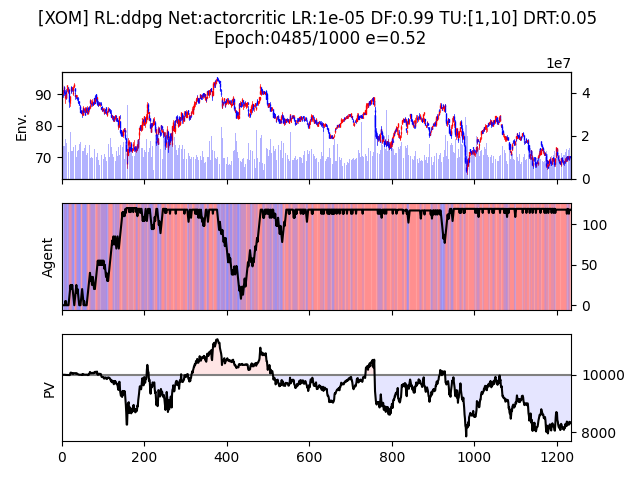 [XOM] RL:ddpg Net:actorcritic LR:1e-05 DF:0.99 TU:[1,10] DRT:0.05
Epoch:0485/1000 e=0.52
1e7
Env.
90
80
70
4
2
0
Agent
100
50
0
PV
10000
8000
0 200 400 600 800 1000 1200